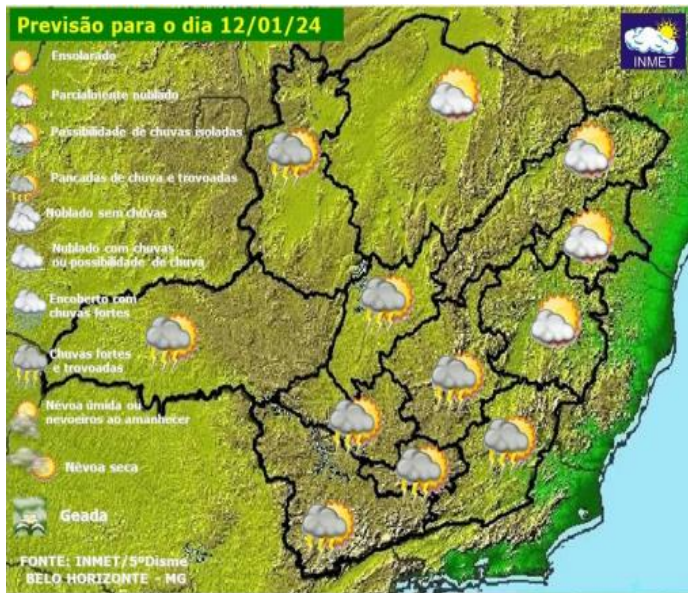 Previsão para o dia 12/01/24
INMET
Ensolarado
Parcialmente nublado
Possibilidade de chuvas isoladas
Pancadas de chuva e trovoadas
Nublado sem chuvas
Nublado com chuvas
ou possibilidade de chuva
Encoberto com
chuvas fortes
Chuvas fortes
e trovoadas
Névoa úmida ou
nevoeiros ao amanhecer
Névoa seca
Geada
FONTE: INMET/5ºDisme
BELO HORIZONTE - MG